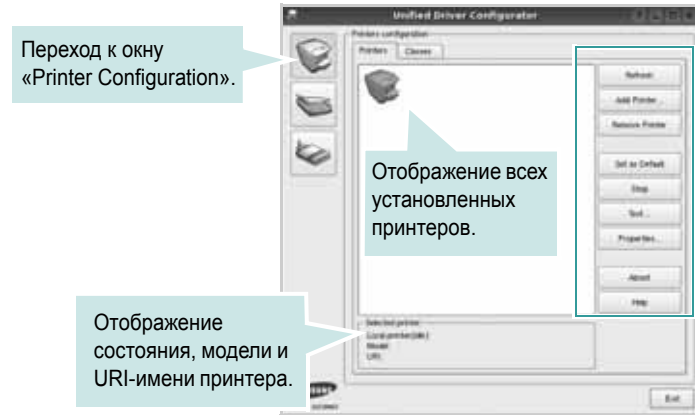 Unified Driver Configurator
Printers configuration
Printers Classes
Переход к окну
«Printer Configuration».
Refresh
Add Printer...
Remove Printer
Set as Default
Stop
Test...
Properties...
About
Help
Отображение всех
установленных
принтеров.
Отображение
состояния, модели и
URI-имени принтера.
Selected printer:
Local printer(idle)
Model:
URI:
Exit